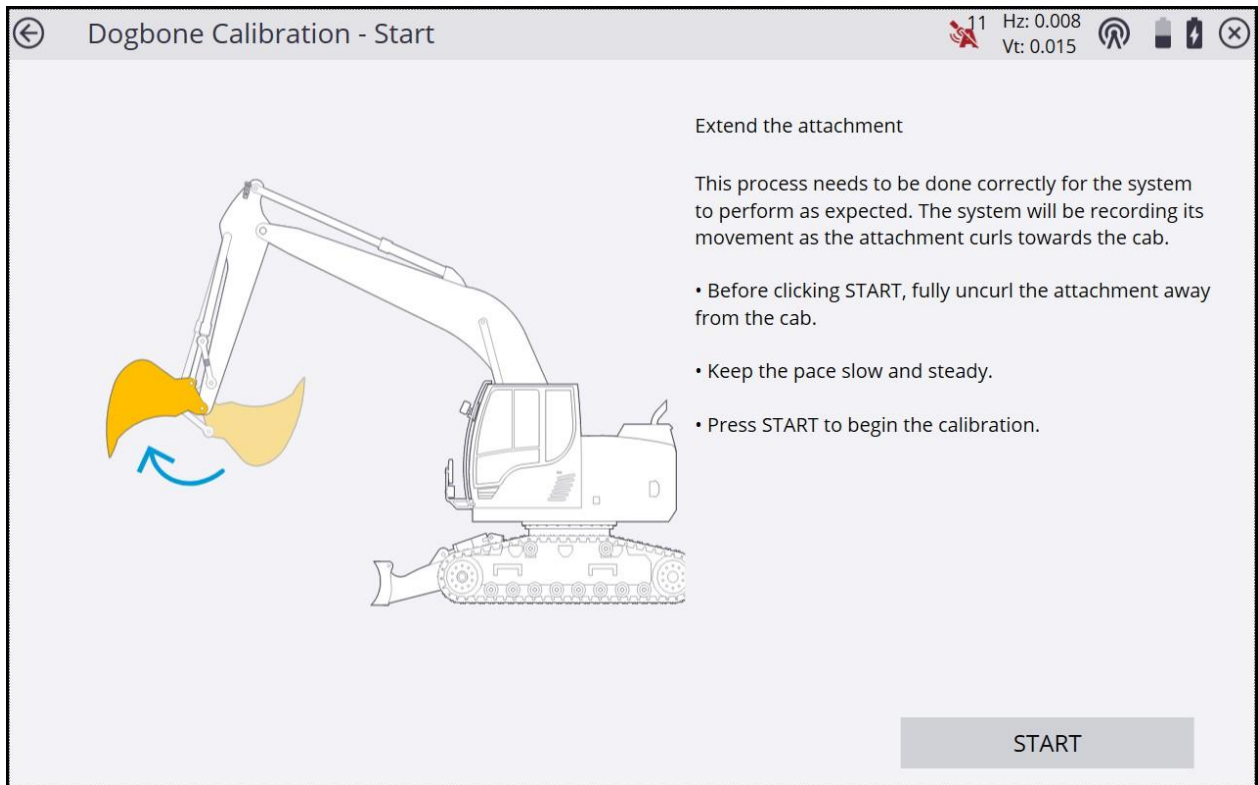 Dogbone Calibration - Start
11
Hz: 0.008
Vt: 0.015
Extend the attachment
This process needs to be done correctly for the system
to perform as expected. The system will be recording its
movement as the attachment curls towards the cab.
• Before clicking START, fully uncurl the attachment away
from the cab.
• Keep the pace slow and steady.
• Press START to begin the calibration.
START